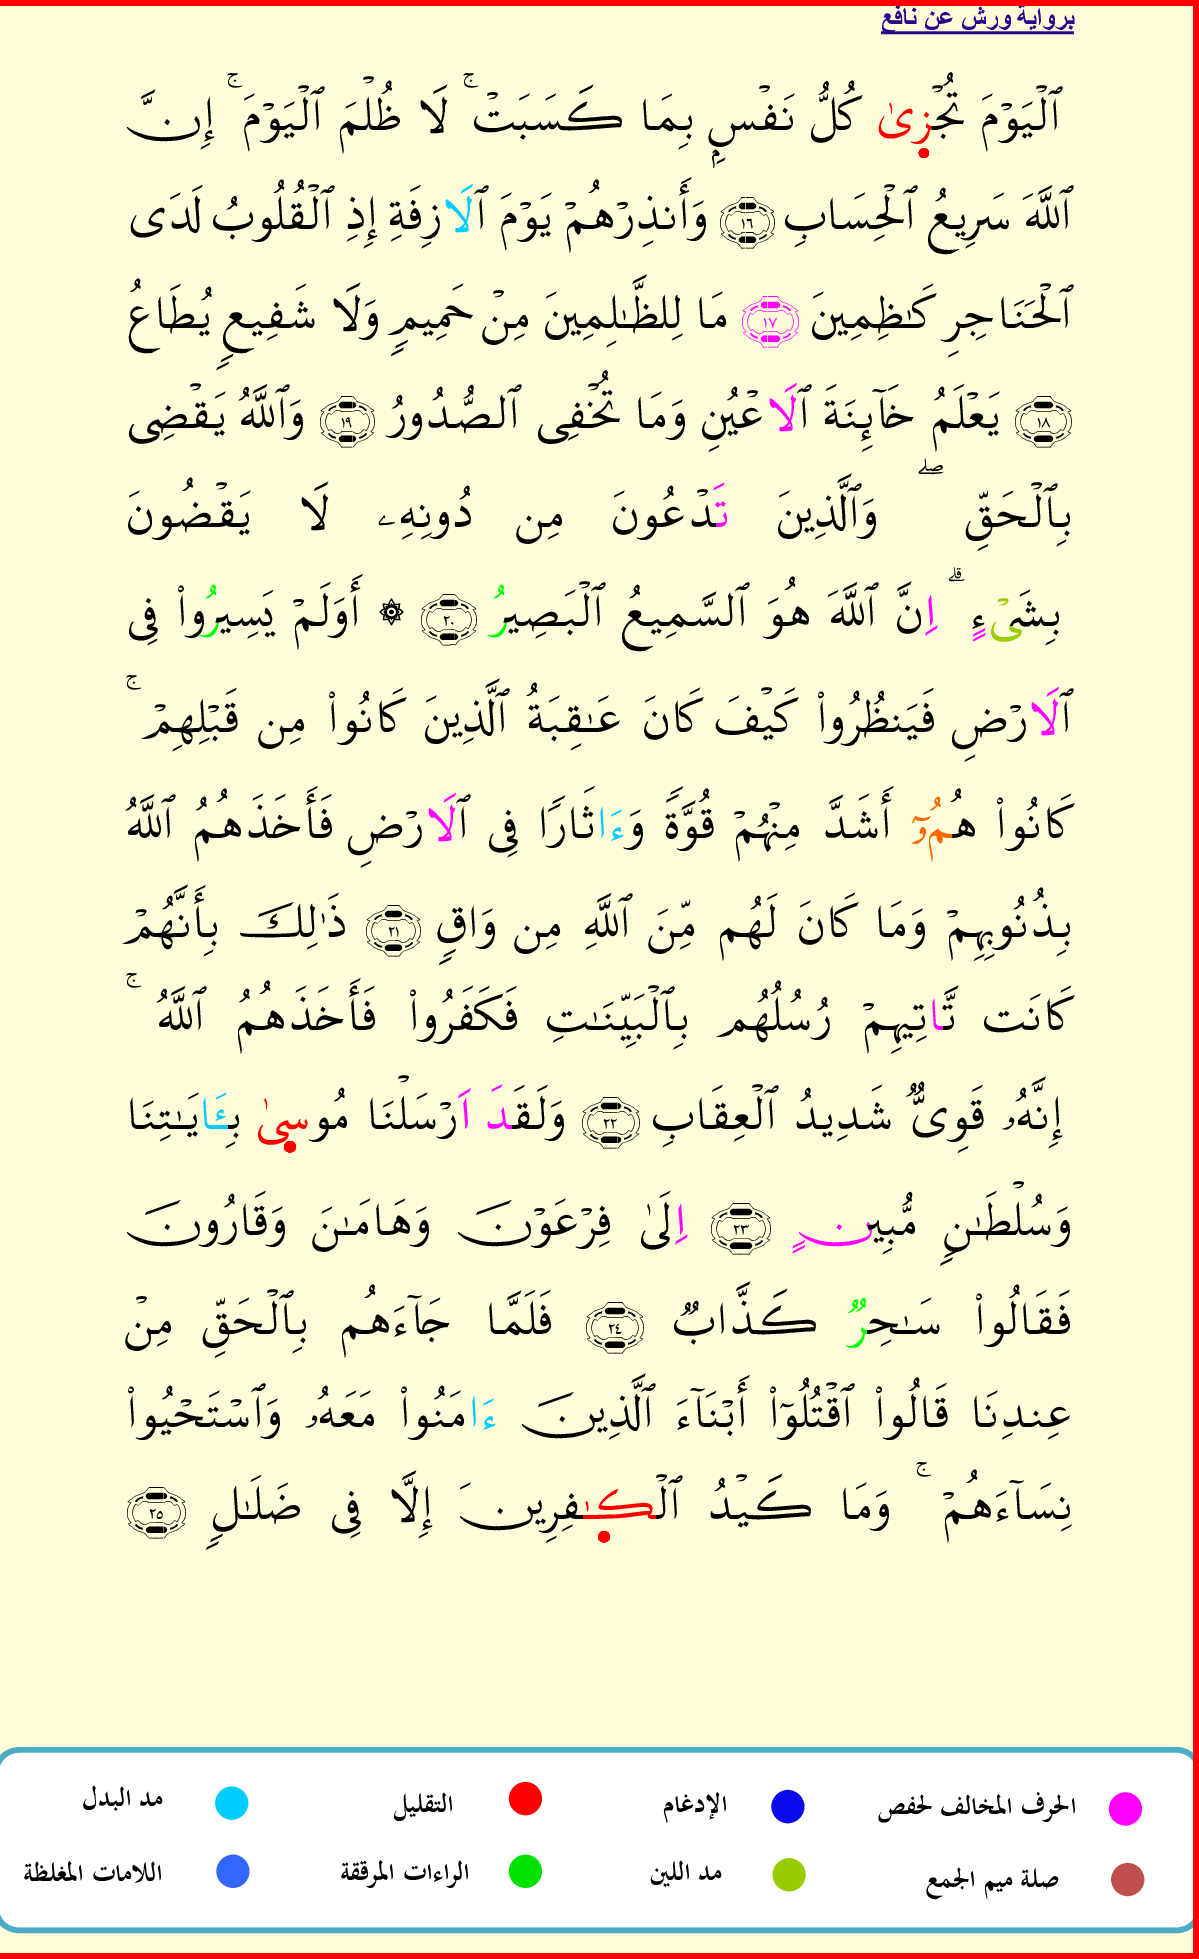 برواية ورش عن نافع
ٱلْيَوْمَ تُجْزٜىٰ كُلُّ نَفْسٍۢ بِمَا كَسَبَتْۚ لَا ظُلْمَ ٱلْيَوْمَۚ إِنَّ
ٱللَّهَ سَرِيعُ ٱلْحِسَابِ ١٦ وَأَنذِرْهُمْ يَوْمَ ٱلَازِفَةِ إِذِ ٱلْقُلُوبُ لَدَى
ٱلْحَنَاجِرِ كَٰظِمِينَ ١٧ مَا لِلظَّٰلِمِينَ مِنْ حَمِيمٍ وَلَا شَفِيعٍ يُطَاعُ
١٨ يَعْلَمُ خَآئِنَةَ ٱلَاعْيُنِ وَمَا تُخْفِى ٱلصُّدُورُ ١٩ وَٱللَّهُ يَقْضِى
بِٱلْحَقِّۖ وَٱلَّذِينَ تَدْعُونَ مِن دُونِهِۦ لَا يَقْضُونَ
بِشَىْءٍۗ اِنَّ ٱللَّهَ هُوَ ٱلسَّمِيعُ ٱلْبَصِيرُ ٢٠ ۞ أَوَلَمْ يَسِيرُوا۟ فِى
ٱلَارْضِ فَيَنظُرُوا۟ كَيْفَ كَانَ عَٰقِبَةُ ٱلَّذِينَ كَانُوا۟ مِن قَبْلِهِمْۚ
كَانُوا۟ هُمُۥٓ أَشَدَّ مِنْهُمْ قُوَّةً وَءَاثَارًا فِى ٱلَارْضِ فَأَخَذَهُمُ ٱللَّهُ
بِذُنُوبِهِمْ وَمَا كَانَ لَهُم مِّنَ ٱللَّهِ مِن وَاقٍ ٢١ ذَٰلِكَ بِأَنَّهُمْ
كَانَت تَّاتِيهِمْ رُسُلُهُم بِٱلْبَيِّنَٰتِ فَكَفَرُوا۟ فَأَخَذَهُمُ ٱللَّهُۚ
إِنَّهُۥ قَوِىٌّ شَدِيدُ ٱلْعِقَابِ ٢٢ وَلَقَدَ اَرْسَلْنَا مُوسٜىٰ بِـَٔايَٰتِنَا
وَسُلْطَٰنٍ مُّبِينٍ ٢٣ اِلَىٰ فِرْعَوْنَ وَهَامَٰنَ وَقَارُونَ
فَقَالُوا۟ سَٰحِرٌ كَذَّابٌ ٢٤ فَلَمَّا جَآءَهُم بِٱلْحَقِّ مِنْ
عِندِنَا قَالُوا۟ ٱقْتُلُوٓا۟ أَبْنَآءَ ٱلَّذِينَ ءَامَنُوا۟ مَعَهُۥ وَٱسْتَحْيُوا۟
نِسَآءَهُمْۚ وَمَا كَيْدُ ٱلْكٰٜفِرِينَ إِلَّا فِى ضَلَٰلٍ ٢٥
الحرف المخالف لحفص الإدغام التقليل مد البدل
صلة ميم الجمع مد اللين الراءات المرققة اللامات المغلظة